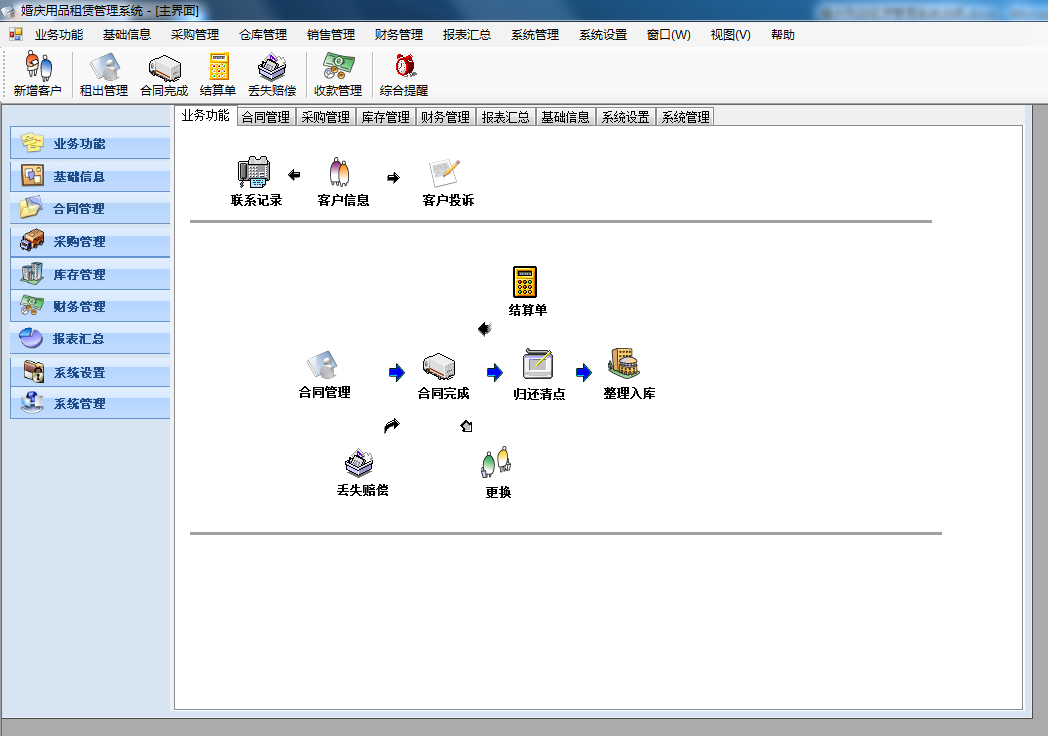 婚庆用品租赁管理系统 - [主界面]
业务功能 基础信息 采购管理 仓库管理 销售管理 财务管理 报表汇总 系统管理 系统设置 窗口(W) 视图(V) 帮助
新增客户 租出管理 合同完成 结算单 丢失赔偿 收款管理 综合提醒
业务功能 合同管理 采购管理 库存管理 财务管理 报表汇总 基础信息 系统设置 系统管理
业务功能
基础信息
合同管理
采购管理
库存管理
财务管理
报表汇总
系统设置
系统管理
联系记录 客户信息 客户投诉
结算单
合同管理 合同完成 归还清点 整理入库
丢失赔偿 更换